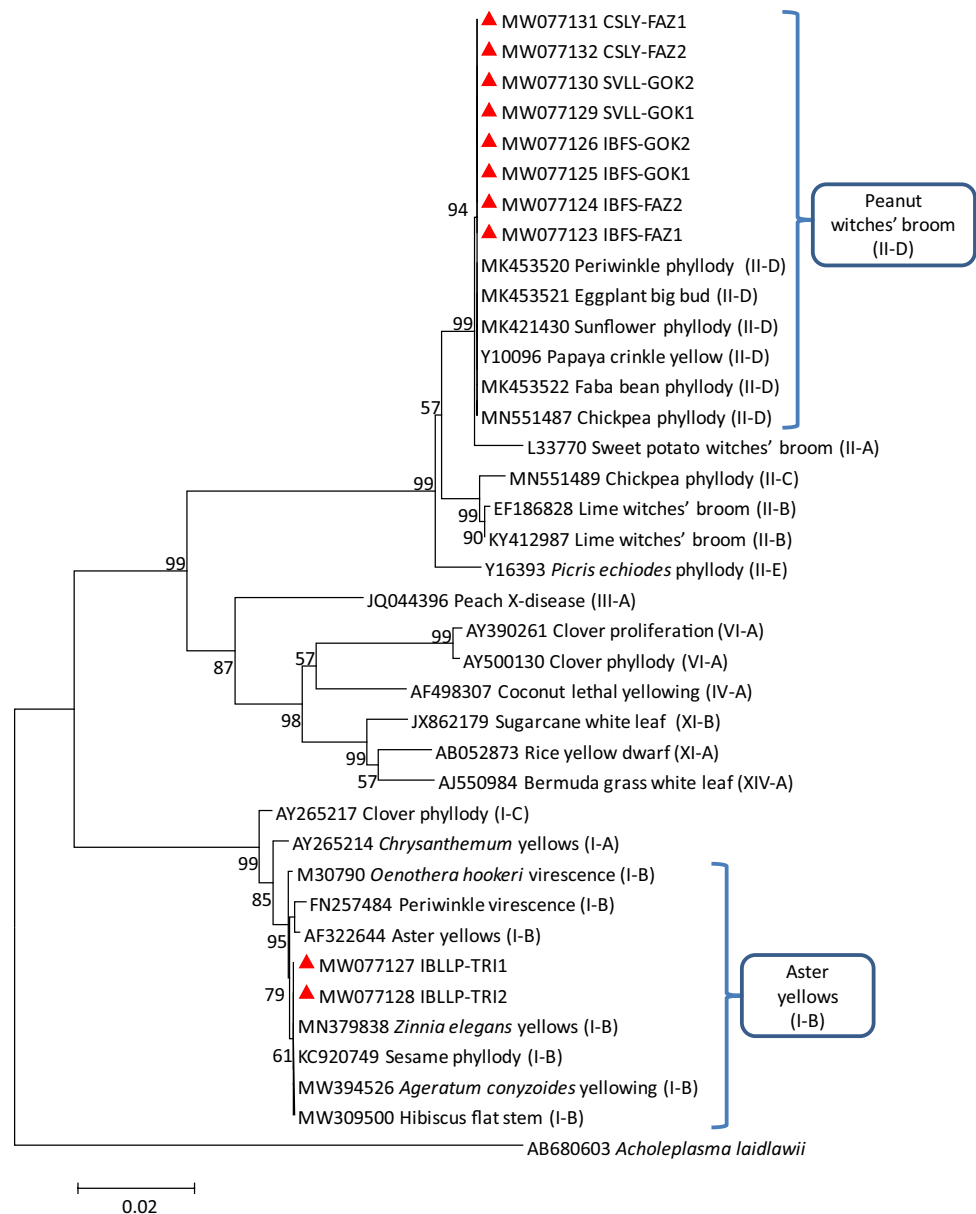 MW077131 CSLY-FAZ1
MW077132 CSLY-FAZ2
MW077130 SVLL-GOK2
MW077129 SVLL-GOK1
MW077126 IBFS-GOK2
MW077125 IBFS-GOK1
MW077124 IBFS-FAZ2
MW077123 IBFS-FAZ1
MK453520 Periwinkle phyllody (II-D)
MK453521 Eggplant big bud (II-D)
MK421430 Sunflower phyllody (II-D)
Y10096 Papaya crinkle yellow (II-D)
MK453522 Faba bean phyllody (II-D)
MN551487 Chickpea phyllody (II-D)
L33770 Sweet potato witches’ broom (II-A)
MN551489 Chickpea phyllody (II-C)
EF186828 Lime witches’ broom (II-B)
KY412987 Lime witches’ broom (II-B)
Y16393 Picris echiodes phyllody (II-E)
JQ044396 Peach X-disease (III-A)
AY390261 Clover proliferation (VI-A)
AY500130 Clover phyllody (VI-A)
AF498307 Coconut lethal yellowing (IV-A)
JX862179 Sugarcane white leaf (XI-B)
AB052873 Rice yellow dwarf (XI-A)
AJ550984 Bermuda grass white leaf (XIV-A)
AY265217 Clover phyllody (I-C)
AY265214 Chrysanthemum yellows (I-A)
M30790 Oenothera hookeri virescence (I-B)
FN257484 Periwinkle virescence (I-B)
AF322644 Aster yellows (I-B)
MW077127 IBLLP-TRI1
MW077128 IBLLP-TRI2
MN379838 Zinnia elegans yellows (I-B)
KC920749 Sesame phyllody (I-B)
MW394526 Ageratum conyzoides yellowing (I-B)
MW309500 Hibiscus flat stem (I-B)
AB680603 Acholeplasma laidlawii
Peanut
witches’ broom
(II-D)
Aster
yellows
(I-B)
94
99
57
99
99
90
99
99
87
57
98
99
57
99
85
95
79
61
0.02